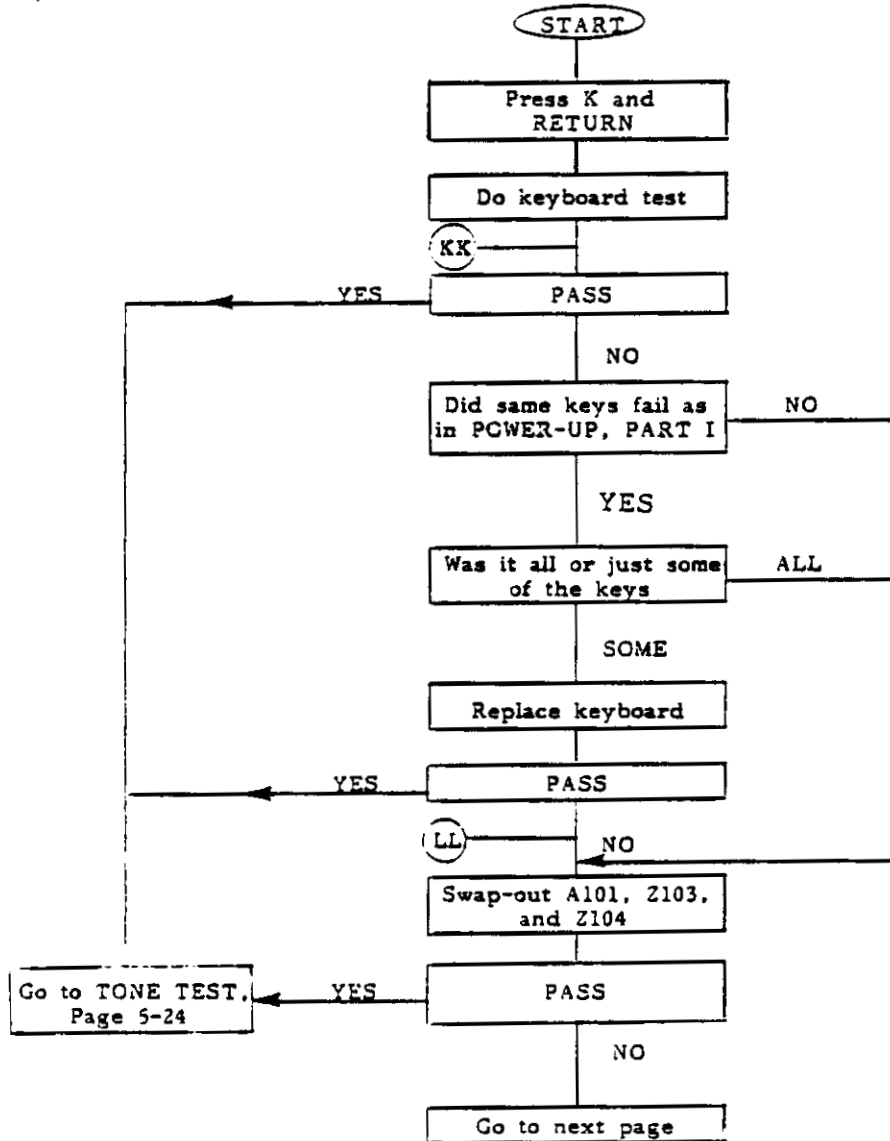 START
Press K and
RETURN
Do keyboard test
KK
YES
PASS
NO
Did same keys fail as
in POWER-UP, PART I
NO
YES
Was it all or just some
of the keys
ALL
SOME
Replace keyboard
YES
PASS
LL
NO
Swap-out A101, Z103,
and Z104
Go to TONE TEST,
Page 5-24
YES
PASS
NO
Go to next page